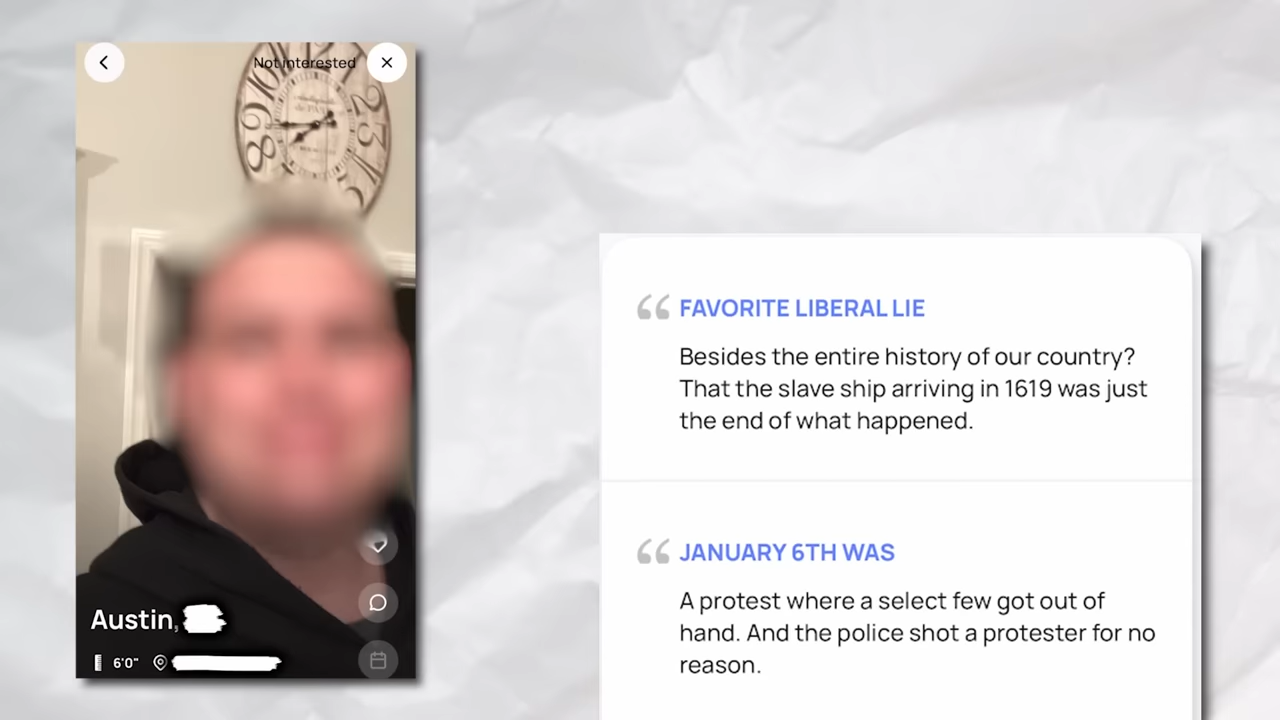 Not interested
Austin,
6'0"
FAVORITE LIBERAL LIE
Besides the entire history of our country?
That the slave ship arriving in 1619 was just
the end of what happened.
JANUARY 6TH WAS
A protest where a select few got out of
hand. And the police shot a protester for no
reason.